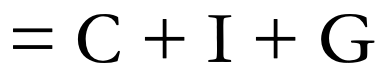 = C + I + G